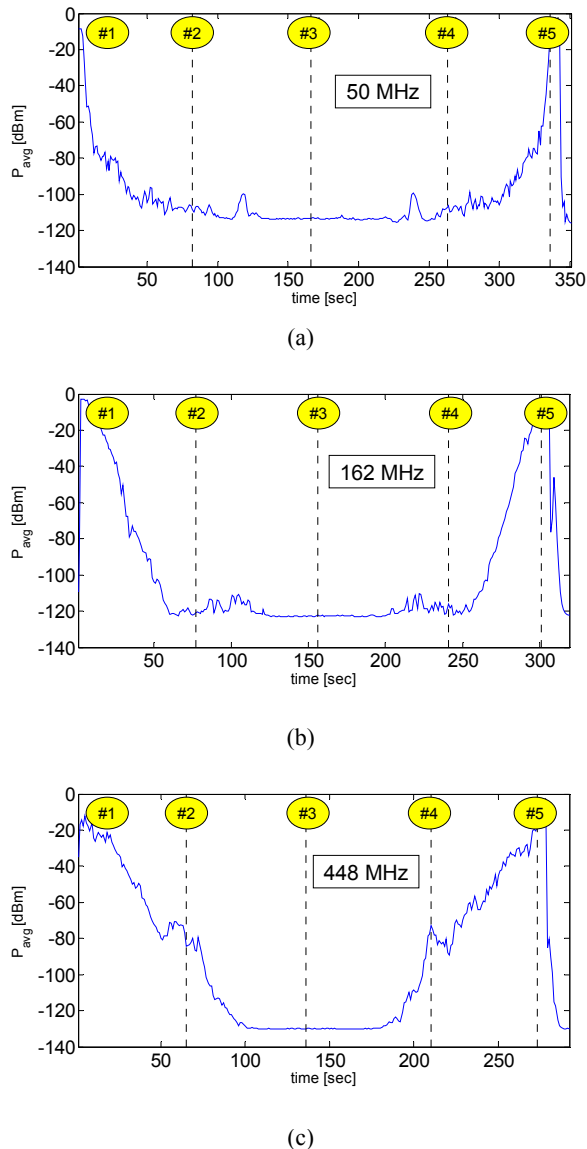 0
-20
-40
-60
-80
-100
-120
-140
P_avg [dBm]
#1 #2 #3 #4 #5
50 MHz
50 100 150 200 250 300 350
time [sec]
(a)
0
-20
-40
-60
-80
-100
-120
-140
P_avg [dBm]
#1 #2 #3 #4 #5
162 MHz
50 100 150 200 250 300
time [sec]
(b)
0
-20
-40
-60
-80
-100
-120
-140
P_avg [dBm]
#1 #2 #3 #4 #5
448 MHz
50 100 150 200 250
time [sec]
(c)